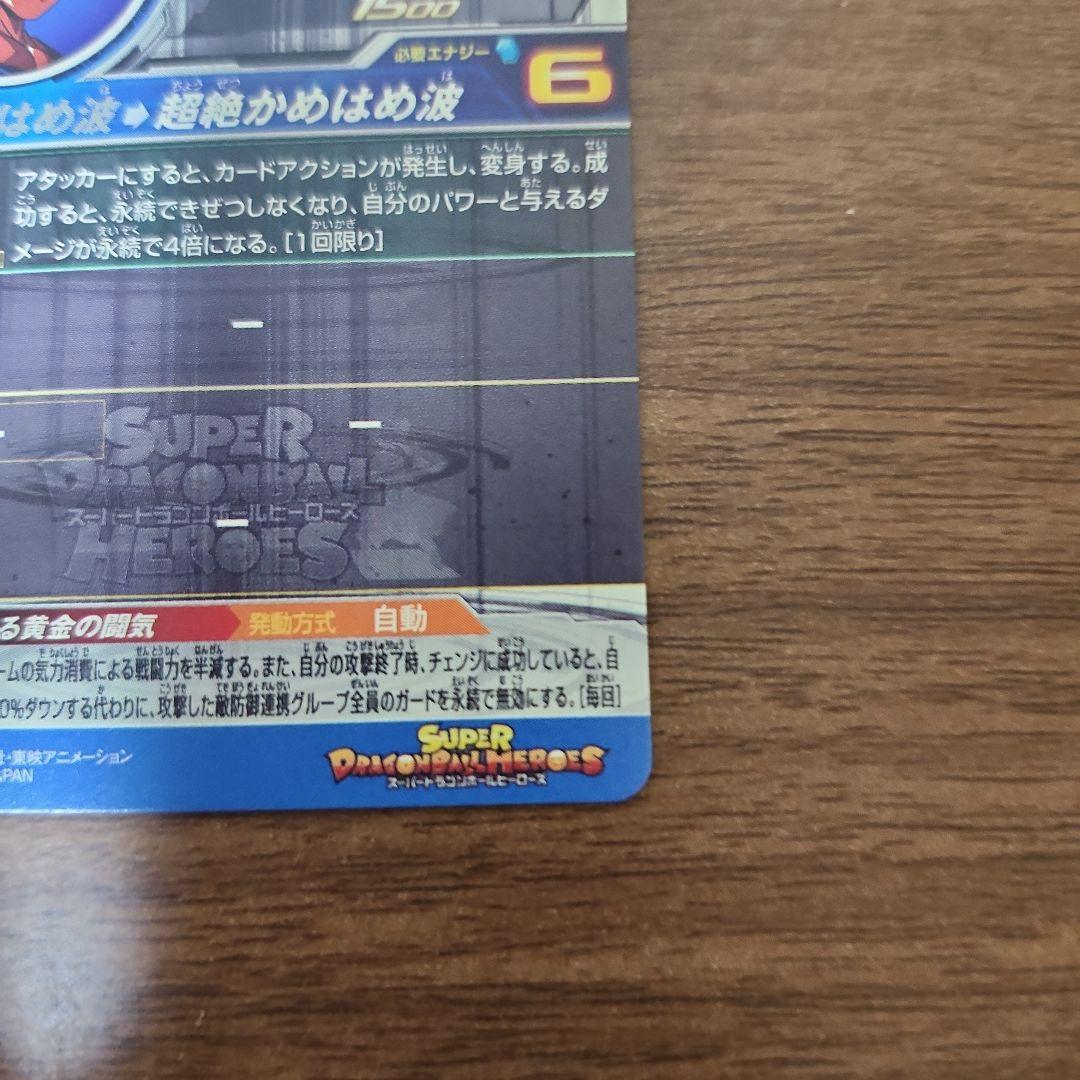 1500
必要エナジー 6
はめ波➡超絶かめはめ波
アタッカーにすると、カードアクションが発生し、変身する。成
功すると、永続できぜつしなくなり、自分のパワーと与えるダ
メージが永続で4倍になる。[1回限り]
SUPER
DRAGONBALL
スーパードラゴンボールヒーローズ
HEROES
る黄金の闘気 発動方式 自動
ームの気力消費による戦闘力を半減する。また、自分の攻撃終了時、チェンジに成功していると、自
0%ダウンする代わりに、攻撃した敵防御連携グループ全員のガードを永続で無効にする。[毎回]
社・東映アニメーション
APAN
SUPER
DRAGONBALL HEROES
スーパードラゴンボールヒーローズ